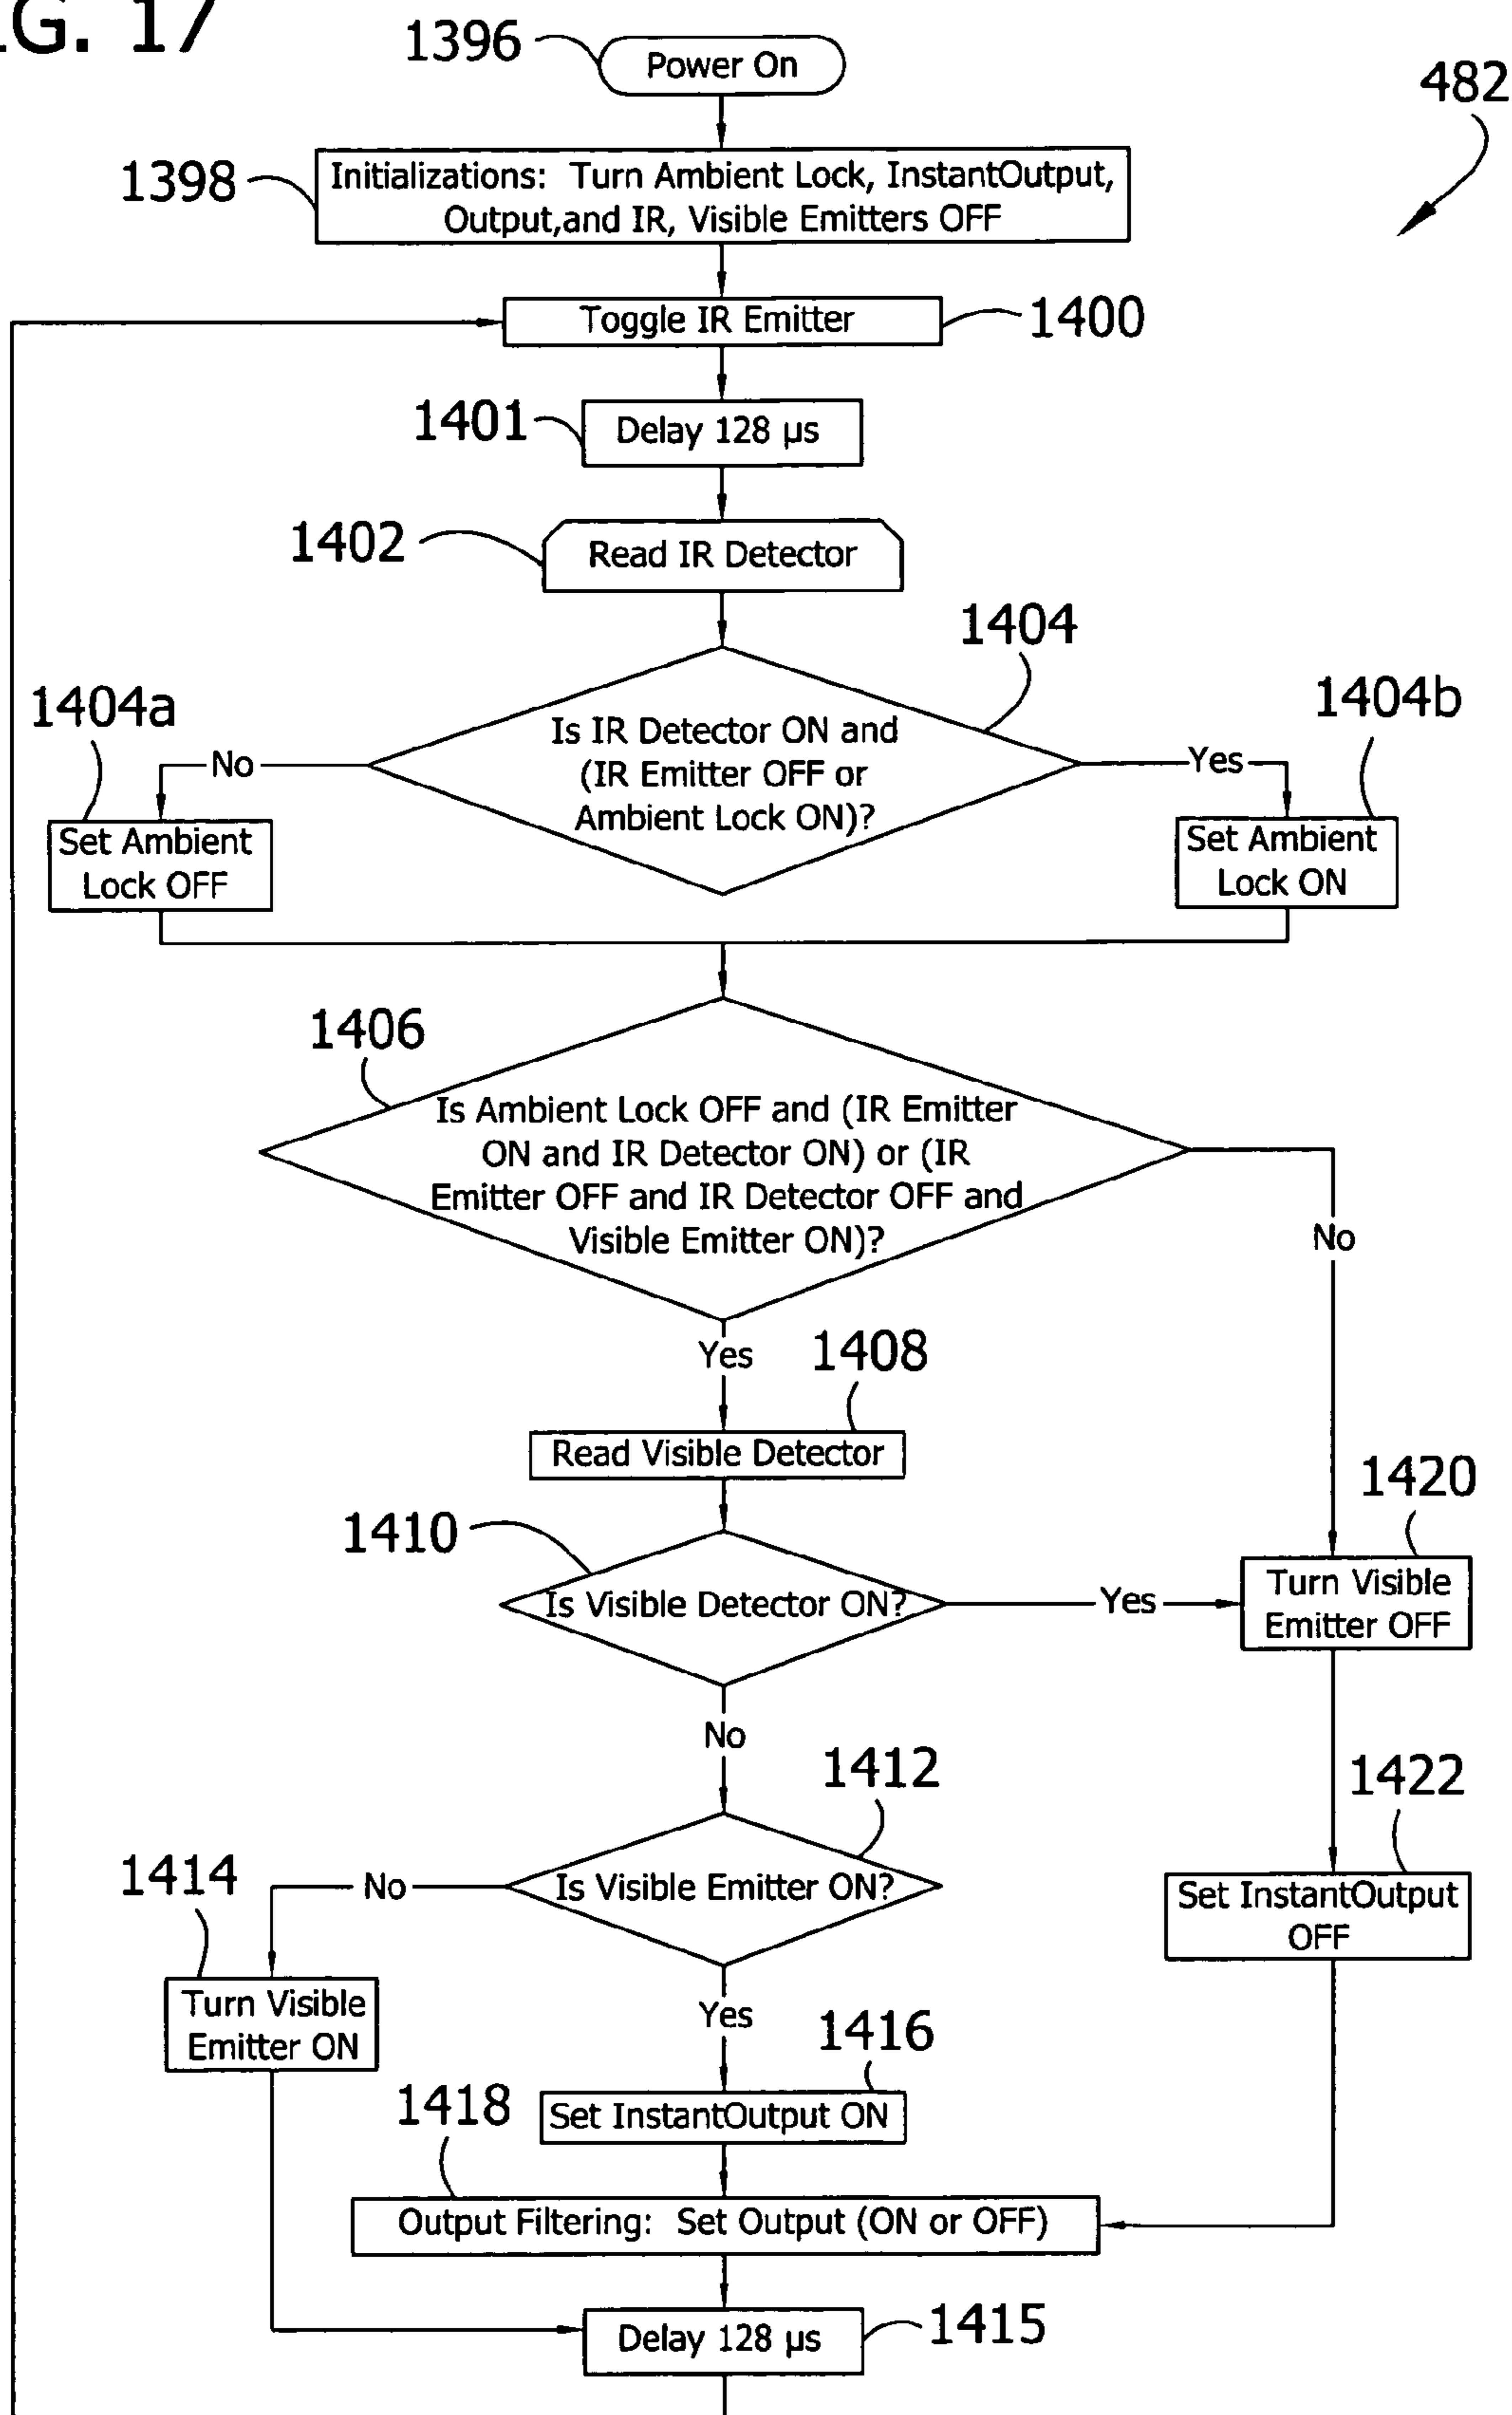 G. 17
1396
Power On
482
1398
Initializations: Turn Ambient Lock, InstantOutput,
Output,and IR, Visible Emitters OFF
Toggle IR Emitter
1400
1401
Delay 128 µs
1402
Read IR Detector
1404
1404a
1404b
Is IR Detector ON and
(IR Emitter OFF or
Ambient Lock ON)?
No
Yes
Set Ambient
Lock OFF
Set Ambient
Lock ON
1406
Is Ambient Lock OFF and (IR Emitter
ON and IR Detector ON) or (IR
Emitter OFF and IR Detector OFF and
Visible Emitter ON)?
No
Yes
1408
Read Visible Detector
1420
1410
Is Visible Detector ON?
Yes
Turn Visible
Emitter OFF
No
1412
1422
1414
No
Is Visible Emitter ON?
Set InstantOutput
OFF
Turn Visible
Emitter ON
Yes
1416
1418
Set InstantOutput ON
Output Filtering: Set Output (ON or OFF)
Delay 128 µs
1415